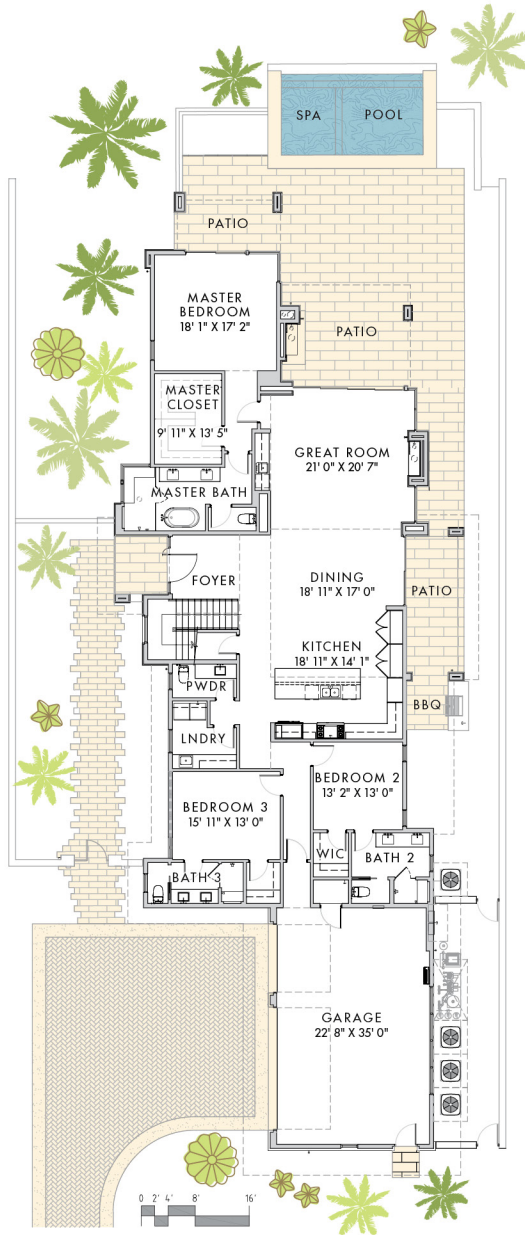 SPA
POOL
PATIO
MASTER
BEDROOM
18' 1" X 17' 2"
PATIO
MASTER
CLOSET
9' 11" X 13' 5"
GREAT ROOM
21' 0" X 20' 7"
MASTER BATH
FOYER
DINING
18' 11" X 17' 0"
PATIO
KITCHEN
18' 11" X 14' 1"
PWDR
BBQ
LNDRY
BEDROOM 2
13' 2" X 13' 0"
BEDROOM 3
15' 11" X 13' 0"
WIC
BATH 2
BATH 3
GARAGE
22' 8" X 35' 0"
0 2' 4' 8' 16'